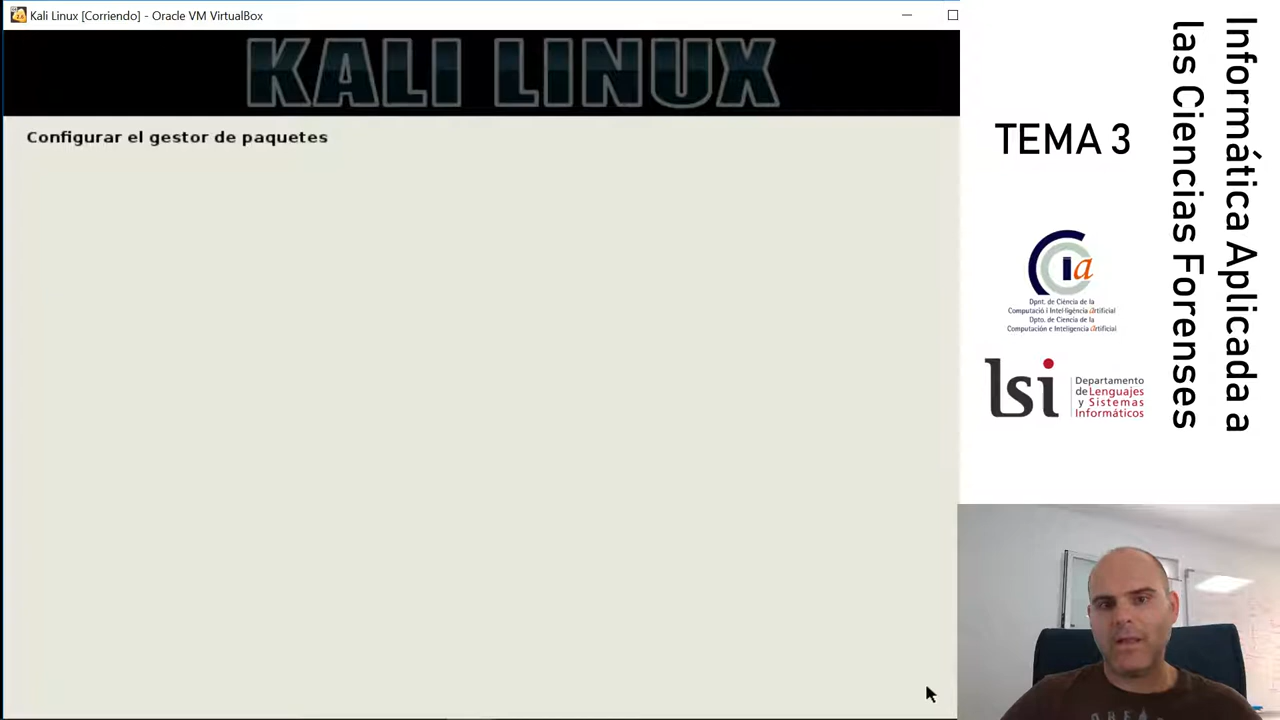 Kali Linux [Corriendo] - Oracle VM VirtualBox
KALI LINUX
Configurar el gestor de paquetes
TEMA 3
Informática Aplicada a
las Ciencias Forenses
Dpnt. de Ciència de la
Computació i Intel·ligència artificial
Dpto. de Ciencia de la
Computación e Inteligencia artificial
lsi
Departamento
de Lenguajes
y Sistemas
Informáticos